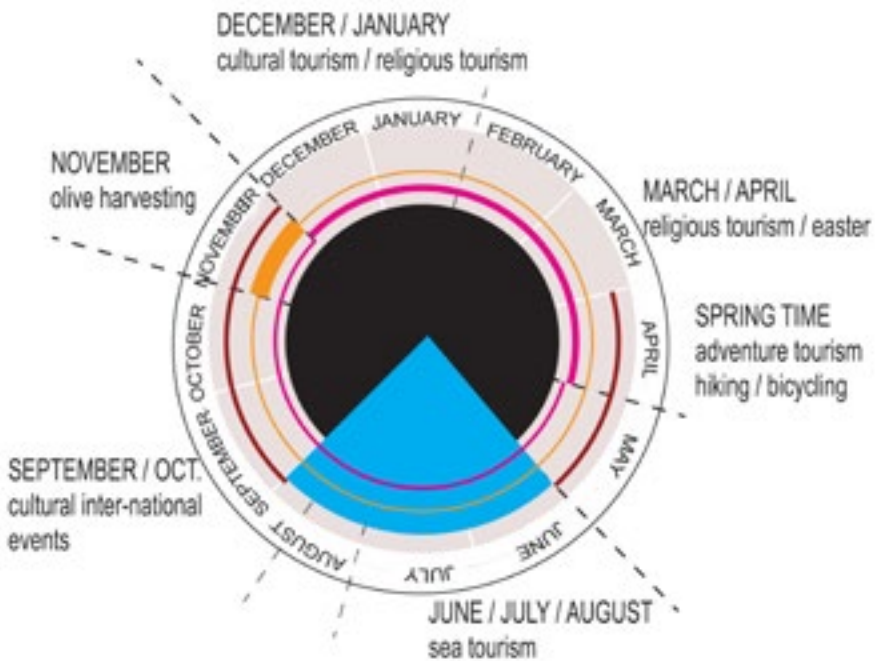 DECEMBER / JANUARY
cultural tourism / religious tourism
NOVEMBER
olive harvesting
MARCH / APRIL
religious tourism / easter
SPRING TIME
adventure tourism
hiking / bicycling
SEPTEMBER / OCT.
cultural inter-national
events
JUNE / JULY / AUGUST
sea tourism
JANUARY
FEBRUARY
MARCH
APRIL
MAY
JUNE
JULY
AUGUST
SEPTEMBER
OCTOBER
NOVEMBER
DECEMBER